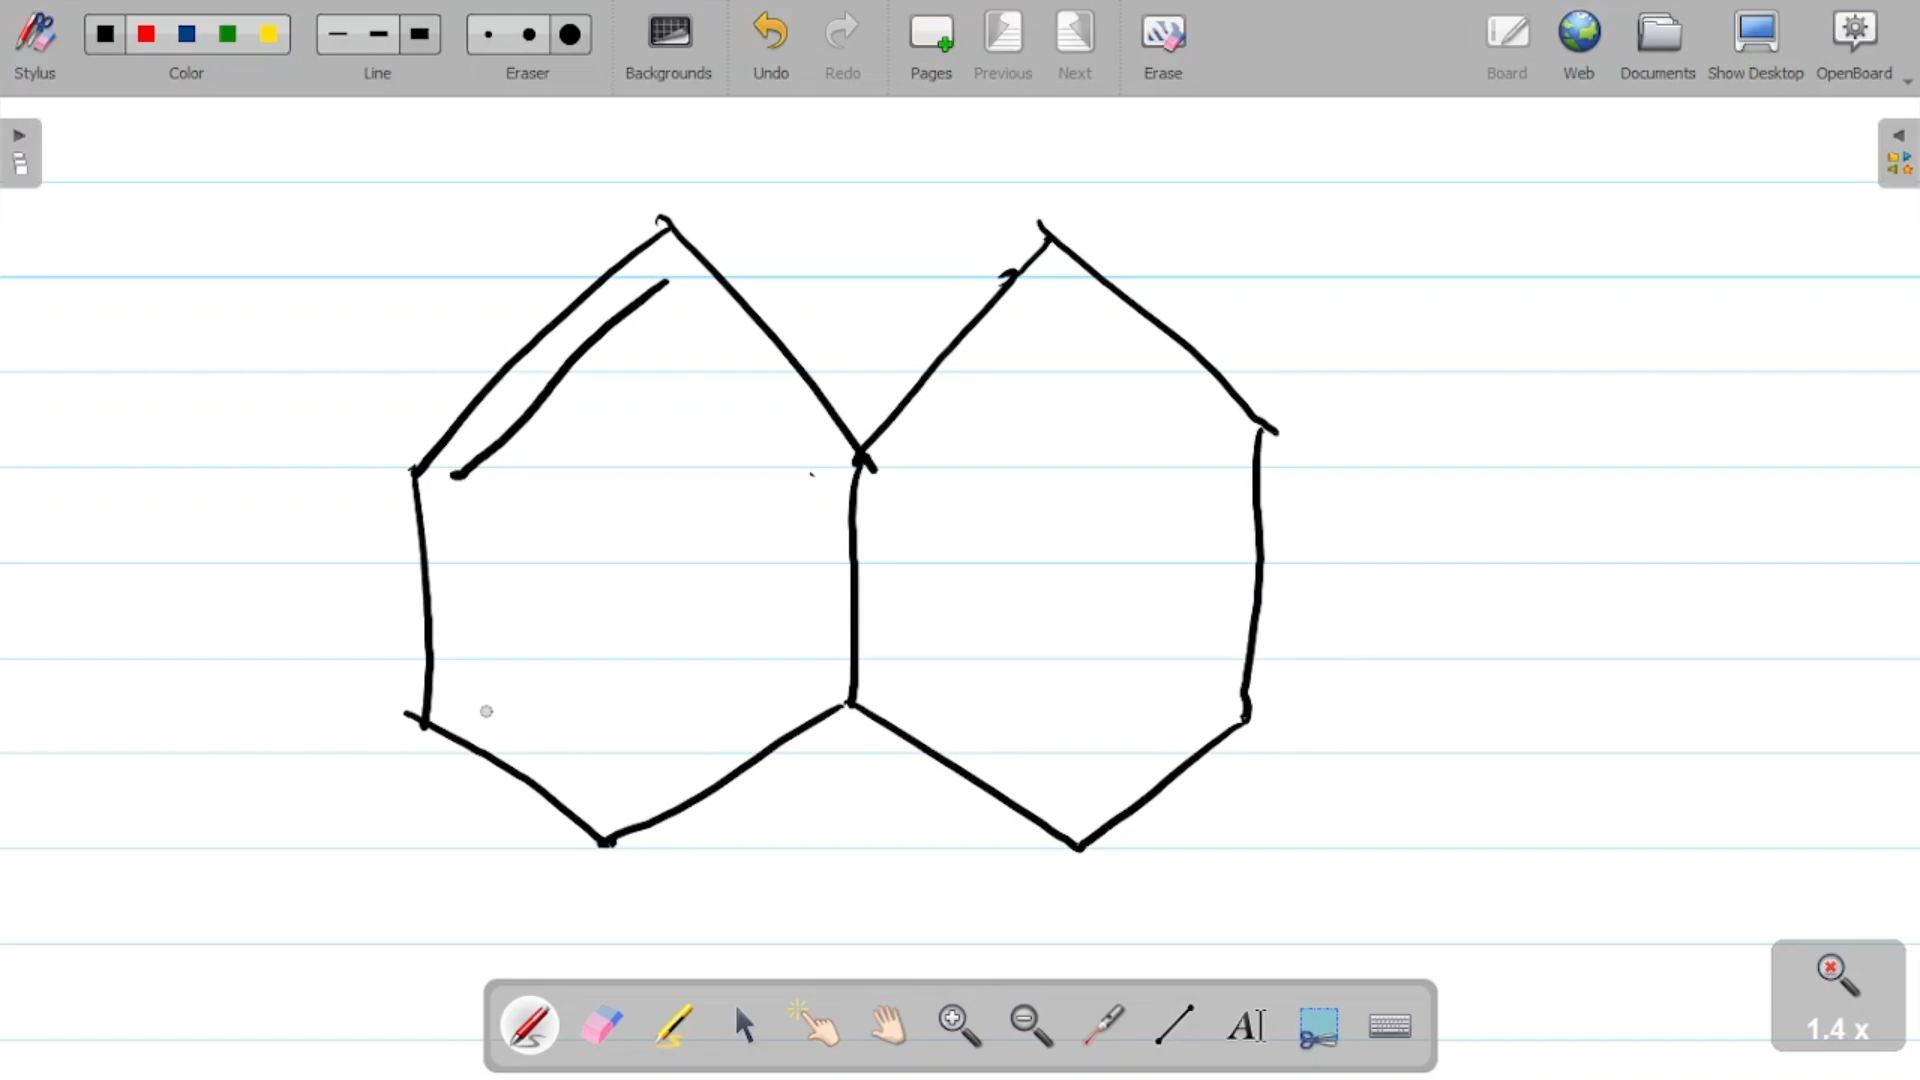 Stylus Color Line Eraser Backgrounds Undo Redo Pages Previous Next Erase Board Web Documents Show Desktop OpenBoard
AI
1.4 x